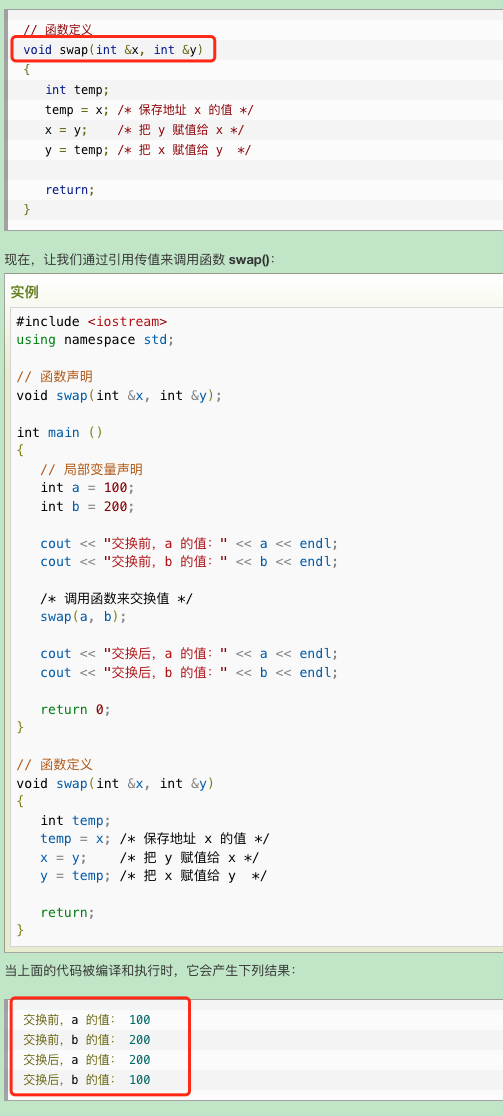 // 函数定义
void swap(int &x, int &y)
{
   int temp;
   temp = x; /* 保存地址 x 的值 */
   x = y;    /* 把 y 赋值给 x */
   y = temp; /* 把 x 赋值给 y  */
   return;
}
现在，让我们通过引用传值来调用函数 swap()：
实例
#include <iostream>
using namespace std;
// 函数声明
void swap(int &x, int &y);
int main ()
{
   // 局部变量声明
   int a = 100;
   int b = 200;
   cout << "交换前，a 的值：" << a << endl;
   cout << "交换前，b 的值：" << b << endl;
   /* 调用函数来交换值 */
   swap(a, b);
   cout << "交换后，a 的值：" << a << endl;
   cout << "交换后，b 的值：" << b << endl;
   return 0;
}
// 函数定义
void swap(int &x, int &y)
{
   int temp;
   temp = x; /* 保存地址 x 的值 */
   x = y;    /* 把 y 赋值给 x */
   y = temp; /* 把 x 赋值给 y  */
   return;
}
当上面的代码被编译和执行时，它会产生下列结果：
交换前，a 的值： 100
交换前，b 的值： 200
交换后，a 的值： 200
交换后，b 的值： 100